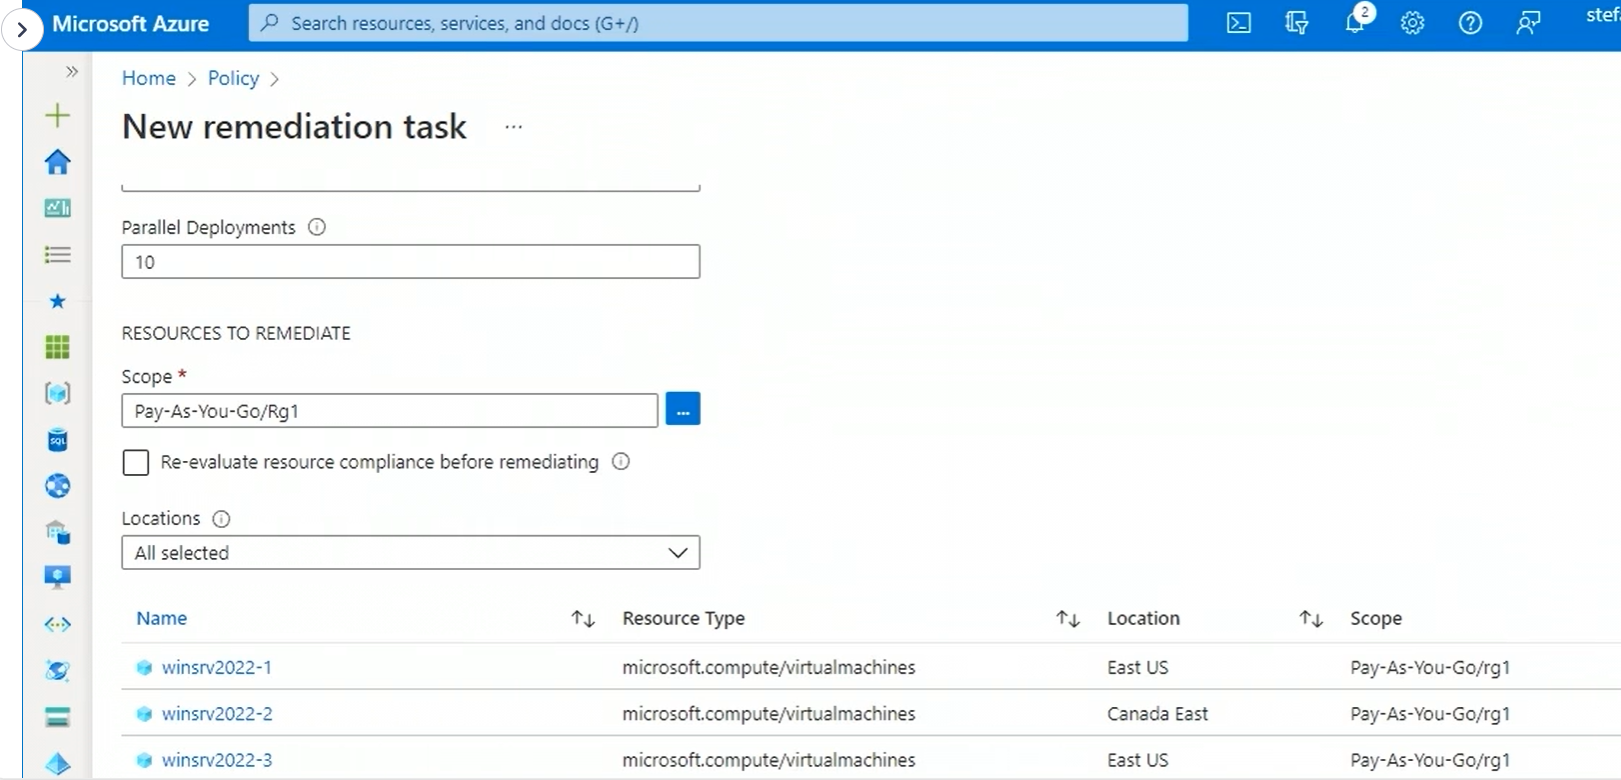 Microsoft Azure
Search resources, services, and docs (G+/)
2
Home > Policy >
New remediation task ...
Parallel Deployments
10
RESOURCES TO REMEDIATE
Scope *
Pay-As-You-Go/Rg1
...
Re-evaluate resource compliance before remediating
Locations
All selected
Name Resource Type Location Scope
winsrv2022-1 microsoft.compute/virtualmachines East US Pay-As-You-Go/rg1
winsrv2022-2 microsoft.compute/virtualmachines Canada East Pay-As-You-Go/rg1
winsrv2022-3 microsoft.compute/virtualmachines East US Pay-As-You-Go/rg1